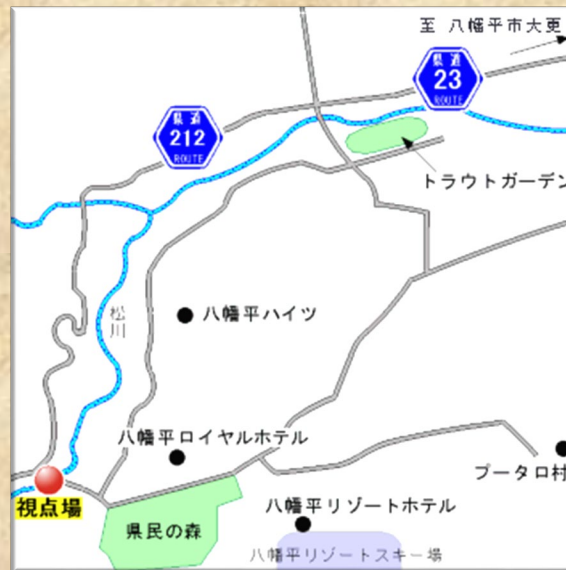 至 八幡平市大更
県道
23
ROUTE
県道
212
ROUTE
トラウトガーデン
松川
八幡平ハイツ
八幡平ロイヤルホテル
プータロ村
視点場
八幡平リゾートホテル
県民の森
八幡平リゾートスキー場